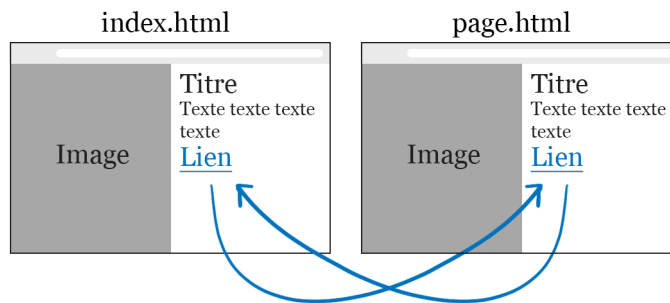 index.html
Image
Titre
Texte texte texte
texte
Lien
page.html
Image
Titre
Texte texte texte
texte
Lien